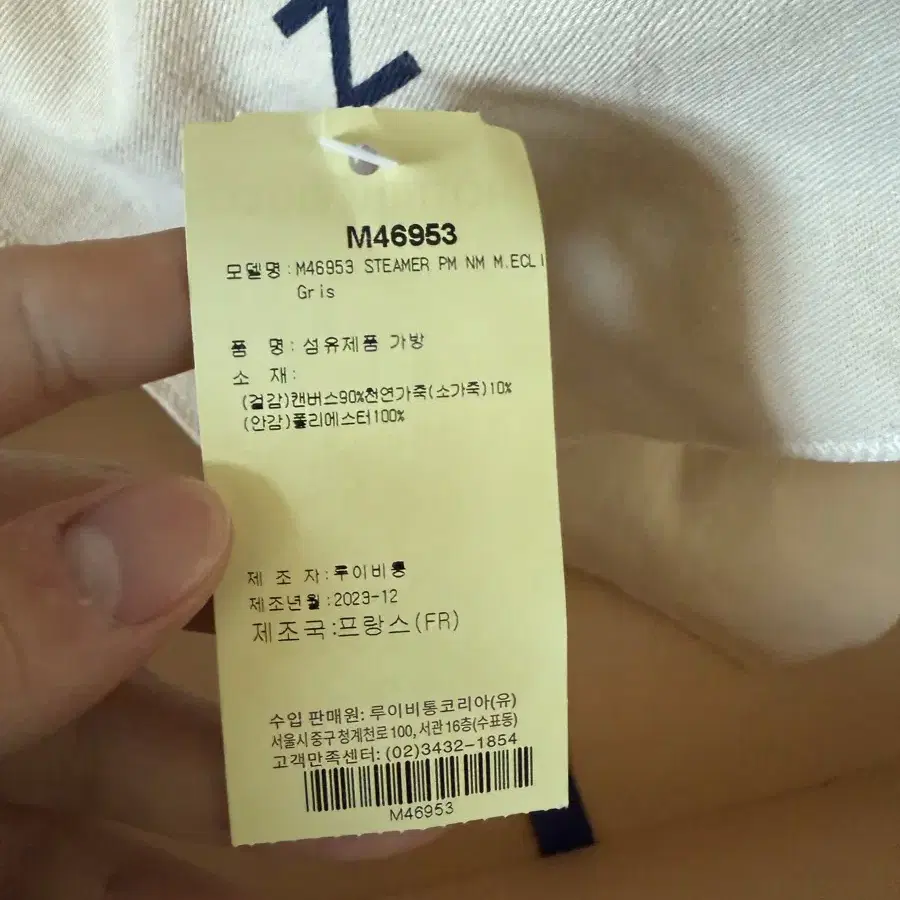 M46953
모델명:M46953 STEAMER PM NM M.ECLI
Gris
품 명: 섬유제품 가방
소 재:
(겉감)캔버스90%천연가죽(소가죽)10%
(안감)폴리에스터100%
제 조 자:루이비통
제조년월:2023-12
제조국:프랑스(FR)
수입 판매원: 루이비통코리아(유)
서울시 중구 청계천로 100, 서관 16층(수표동)
고객만족센터: (02)3432-1854
M46953